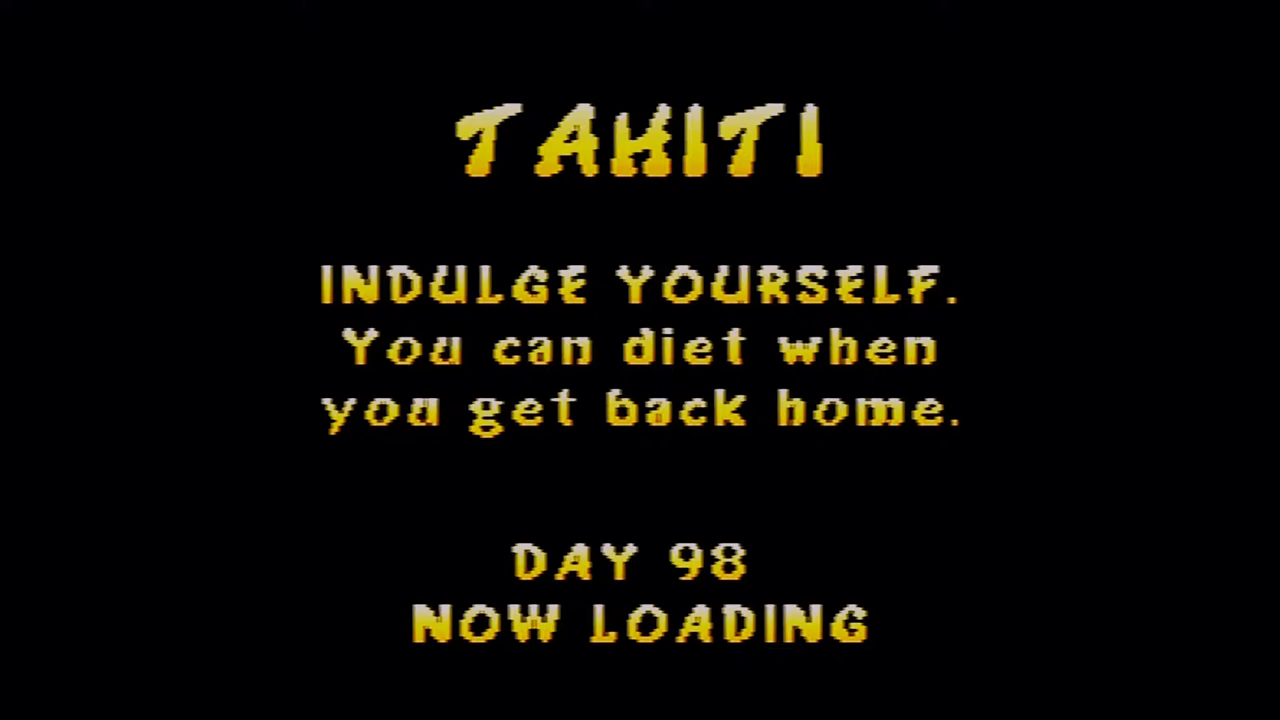 TAHITI
INDULGE YOURSELF.
You can diet when
you get back home.
DAY 98
NOW LOADING